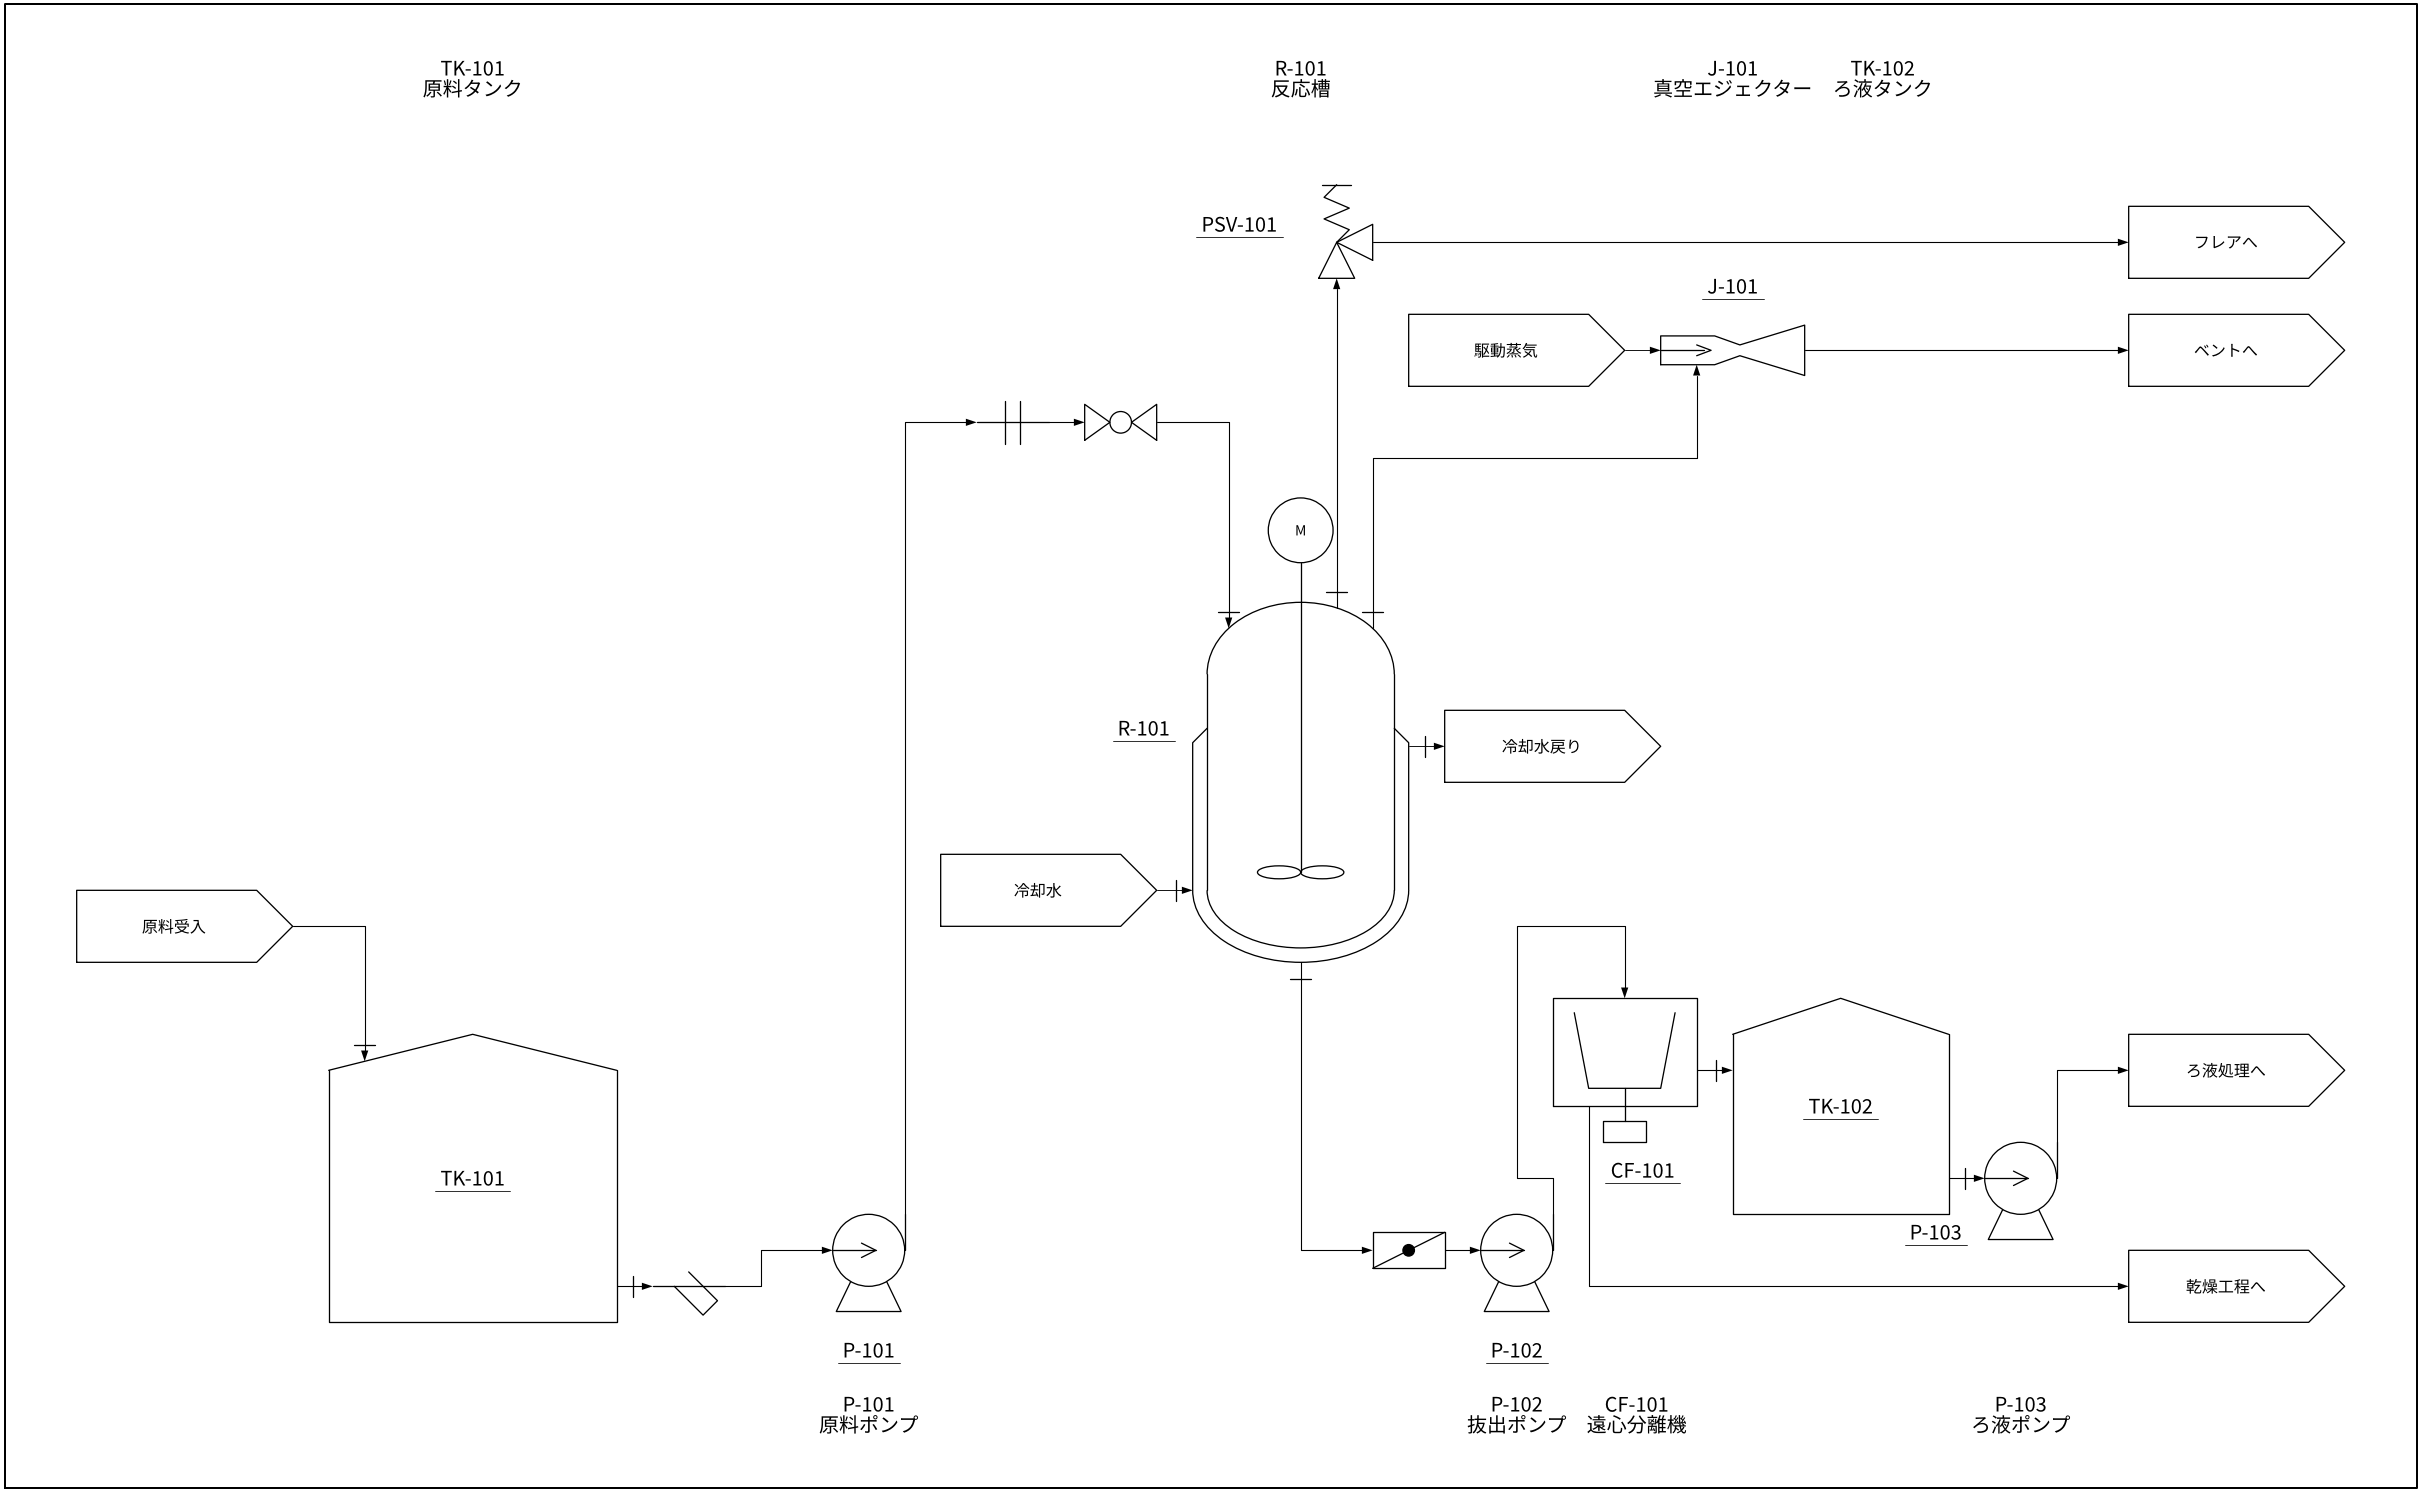 TK-101
原料タンク
R-101
反応槽
J-101
真空エジェクター
TK-102
ろ液タンク
PSV-101
フレアへ
J-101
駆動蒸気
ベントへ
M
R-101
冷却水戻り
冷却水
原料受入
TK-101
CF-101
TK-102
ろ液処理へ
P-103
乾燥工程へ
P-101
P-102
P-101
原料ポンプ
P-102
抜出ポンプ
CF-101
遠心分離機
P-103
ろ液ポンプ